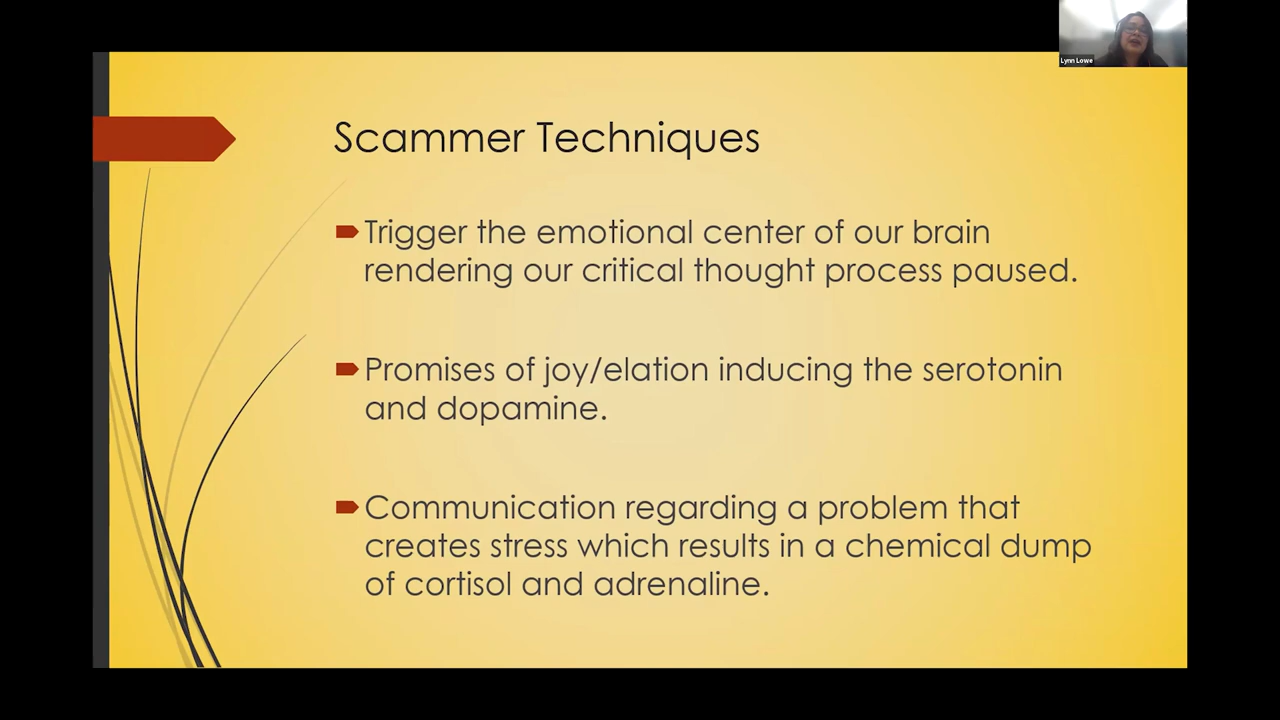 Lynn Lowe
Scammer Techniques
Trigger the emotional center of our brain
rendering our critical thought process paused.
Promises of joy/elation inducing the serotonin
and dopamine.
Communication regarding a problem that
creates stress which results in a chemical dump
of cortisol and adrenaline.